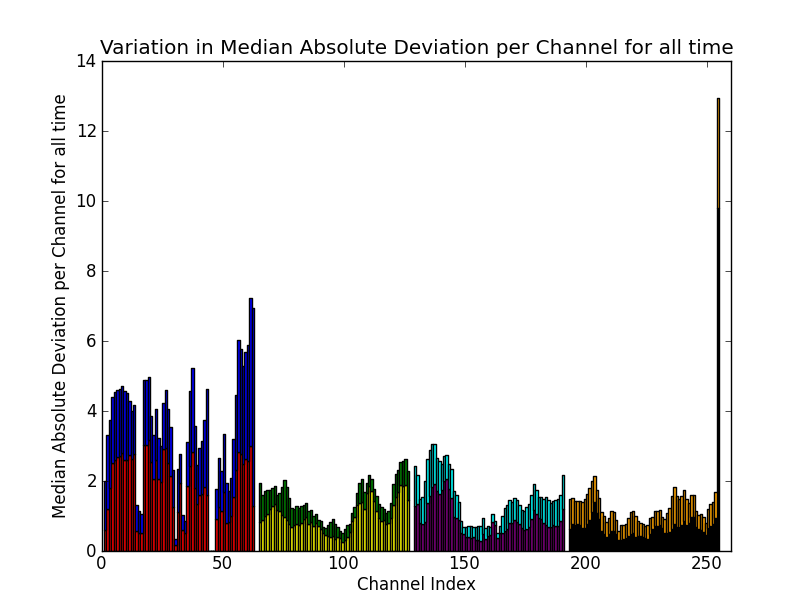 Variation in Median Absolute Deviation per Channel for all time
14
12
10
8
6
4
2
0
Median Absolute Deviation per Channel for all time
0 50 100 150 200 250
Channel Index